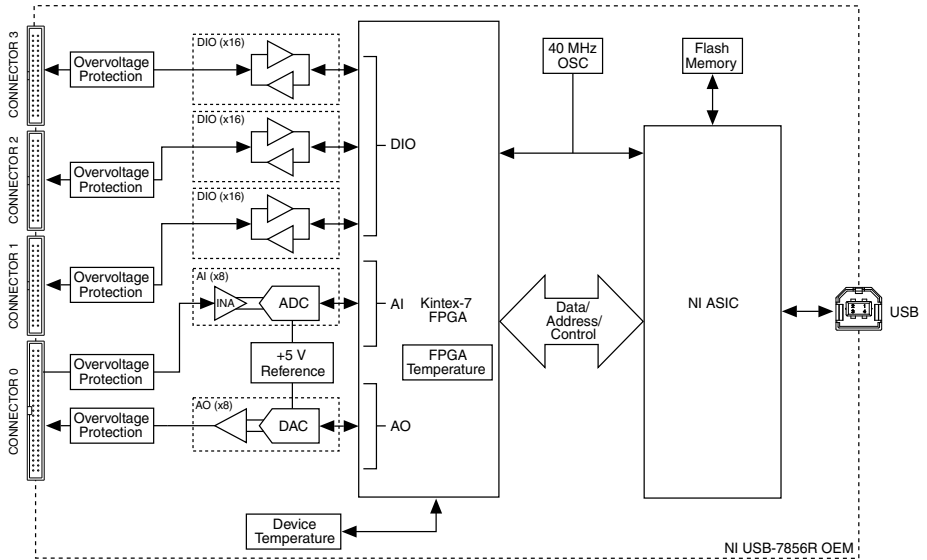 CONNECTOR 3
Overvoltage
Protection
DIO (x16)
40 MHz
OSC
Flash
Memory
CONNECTOR 2
Overvoltage
Protection
DIO (x16)
DIO
CONNECTOR 1
Overvoltage
Protection
DIO (x16)
AI (x8)
INA
ADC
AI
Kintex-7
FPGA
Data/
Address/
Control
NI ASIC
USB
+5 V
Reference
FPGA
Temperature
CONNECTOR 0
Overvoltage
Protection
Overvoltage
Protection
AO (x8)
DAC
AO
Device
Temperature
NI USB-7856R OEM